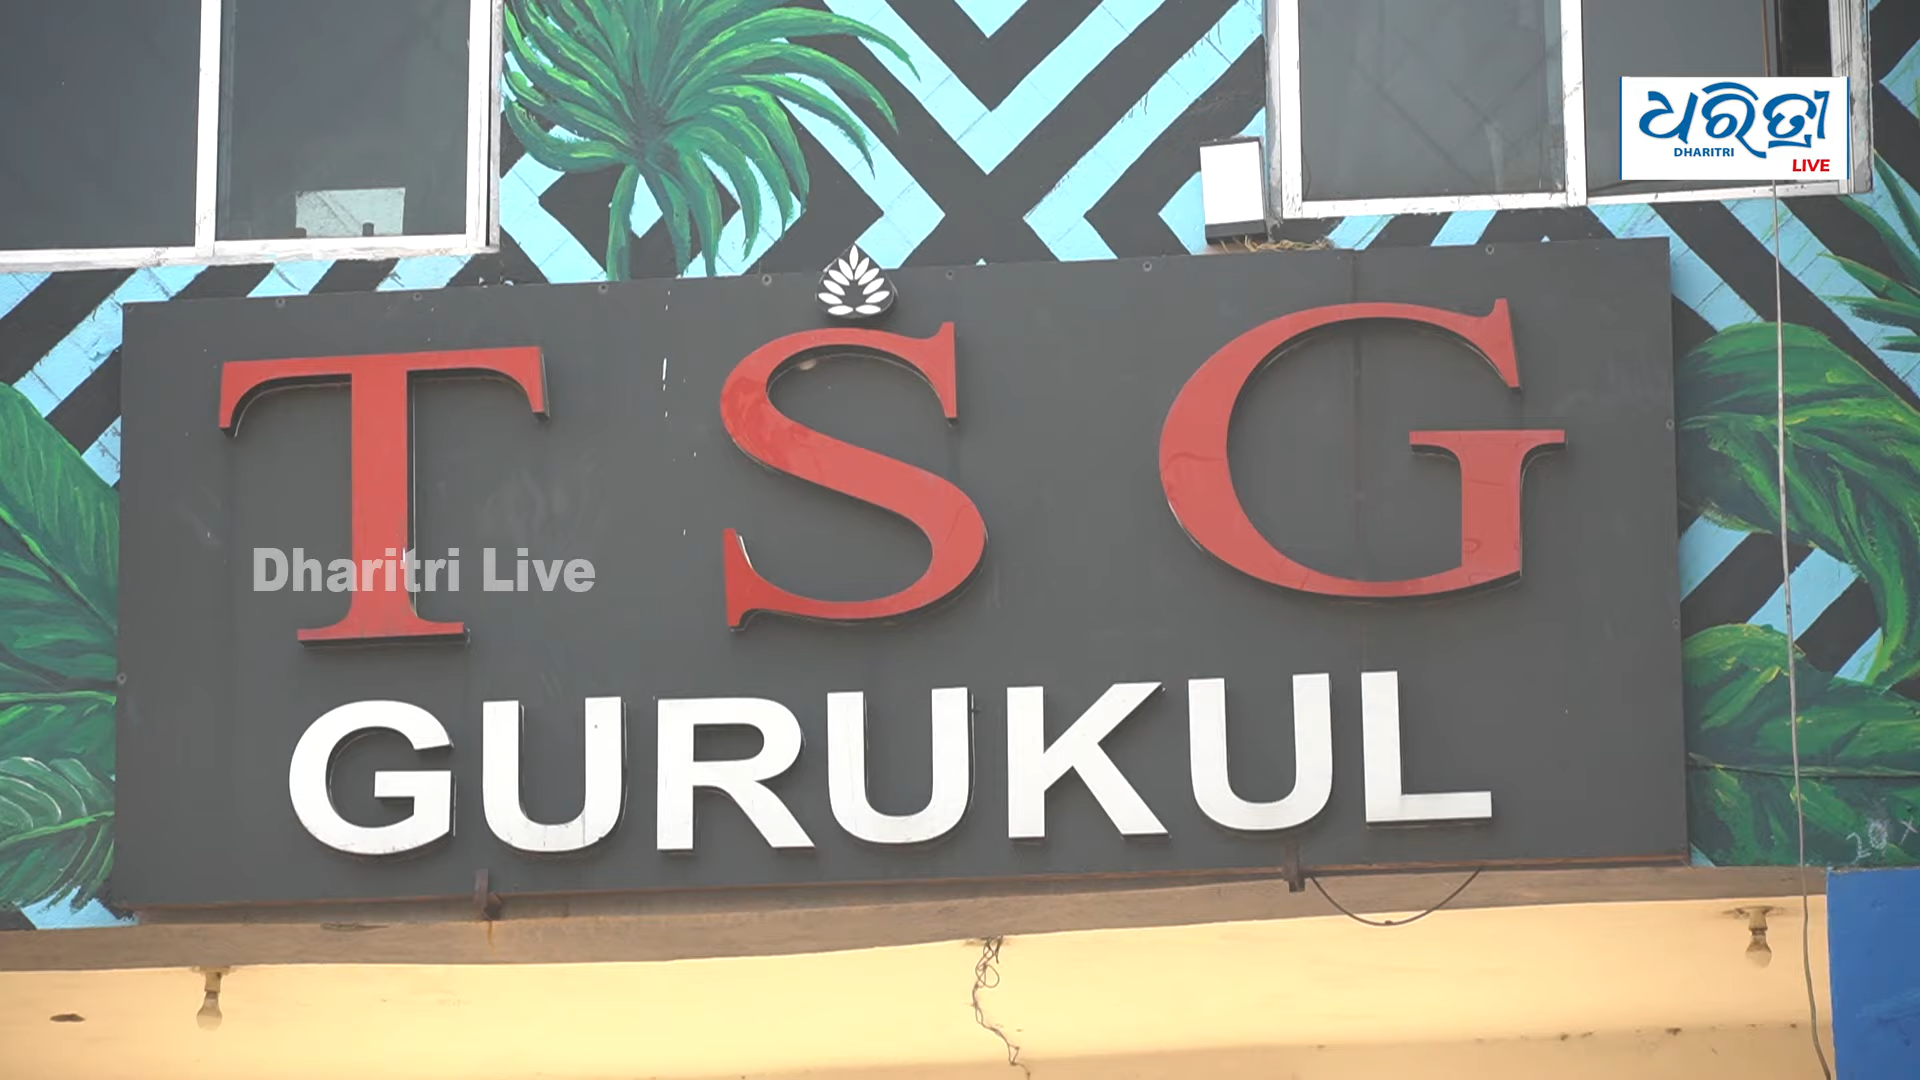 ଧରିତ୍ରୀ
DHARITRI
LIVE
TSG
Dharitri Live
GURUKUL